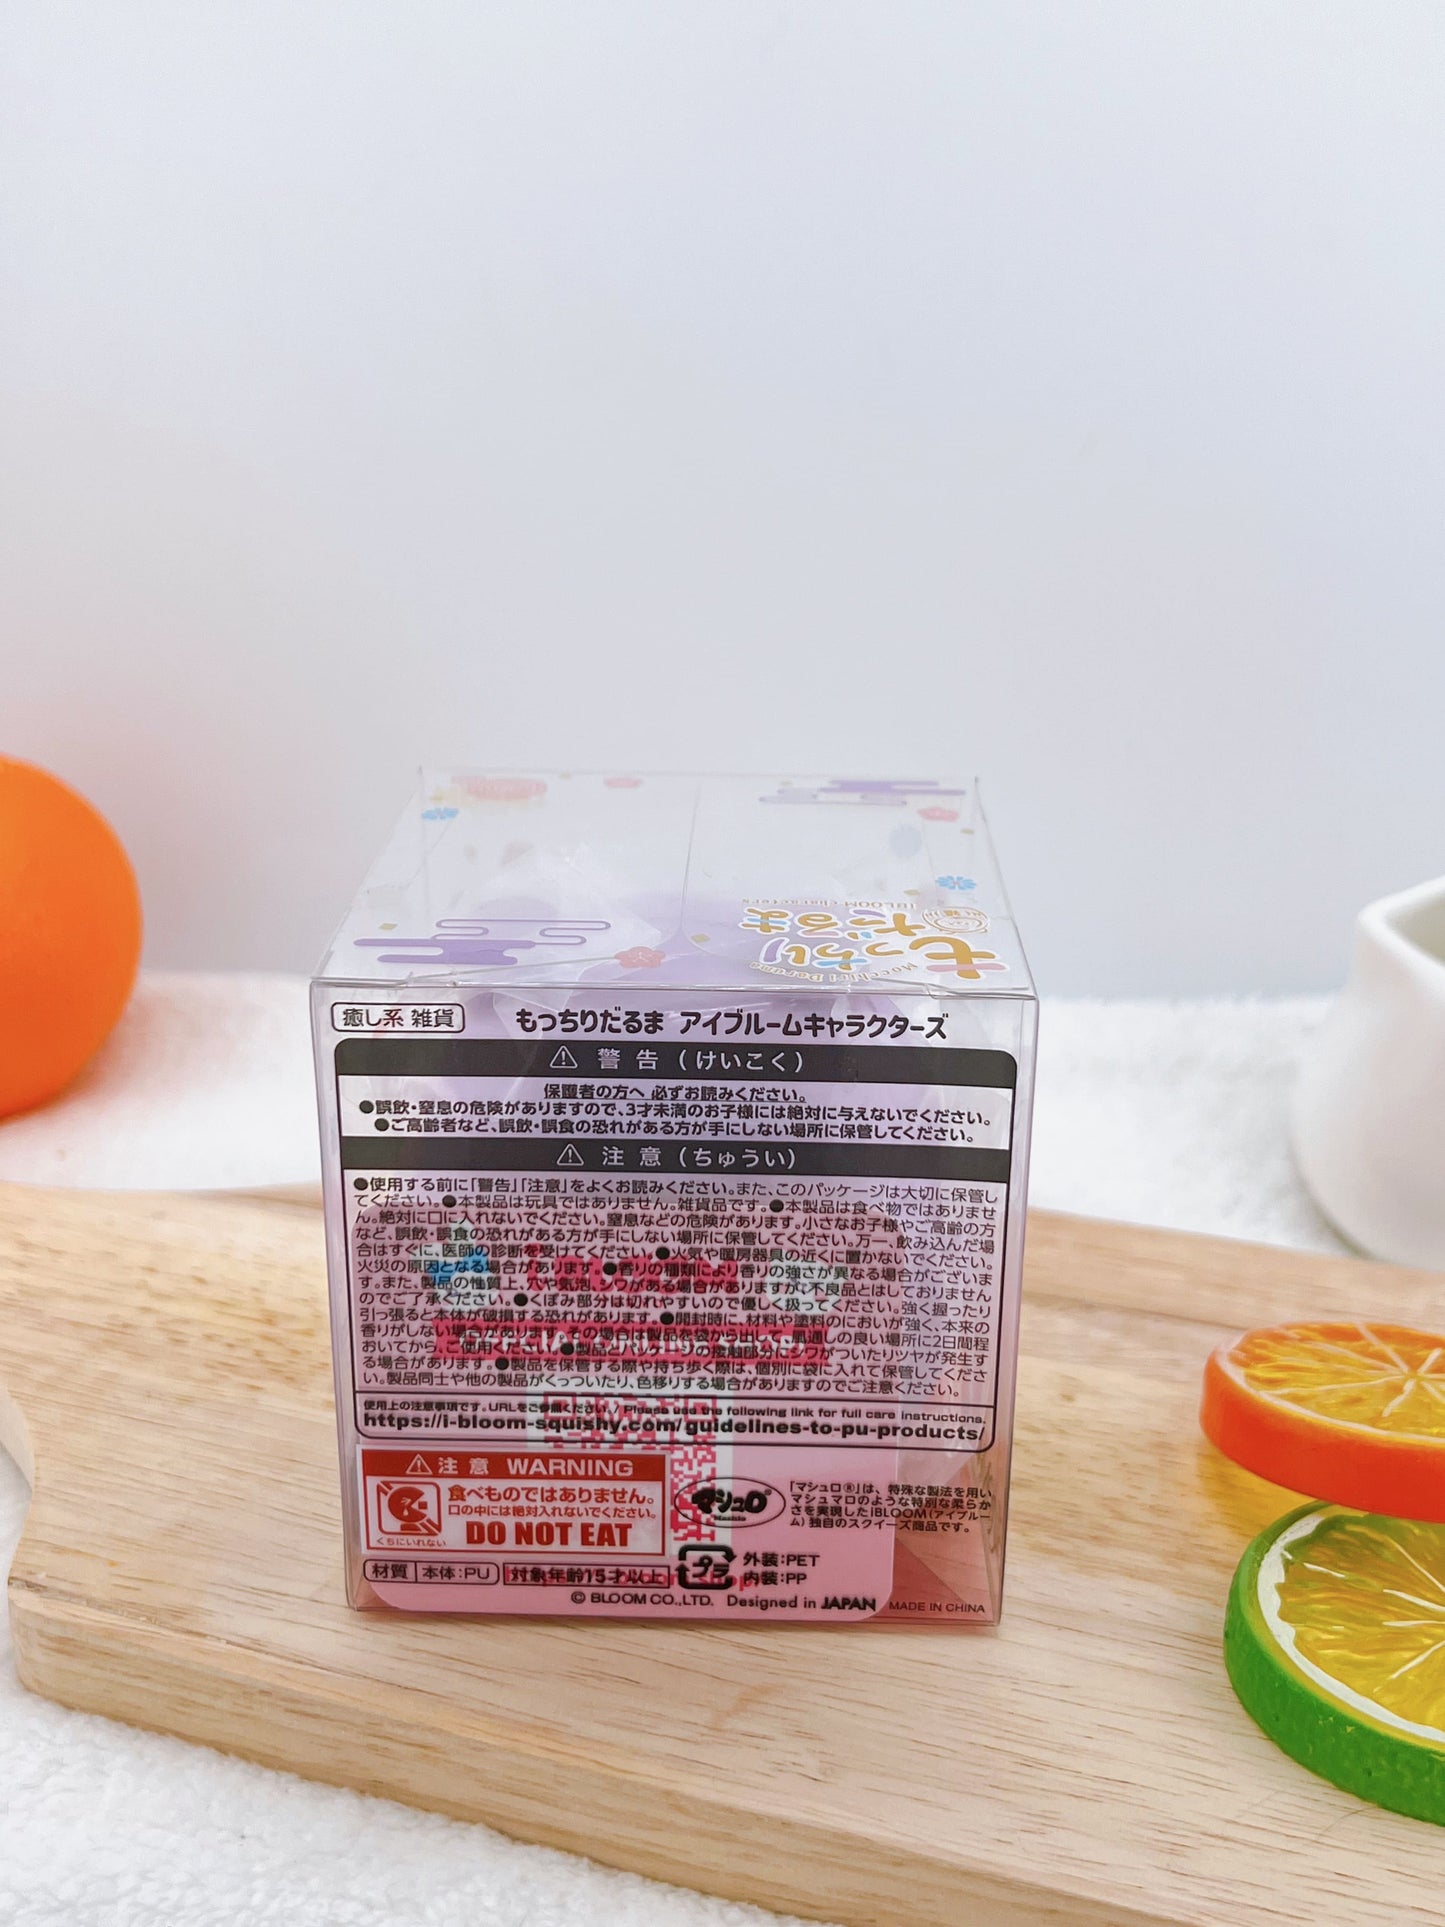 もっちり
だるま
Mocchiri Daruma
iBLOOM characters
癒し系 雑貨
もっちりだるま アイブルームキャラクターズ
⚠ 警告(けいこく)
保護者の方へ 必ずお読みください。
●誤飲・窒息の危険がありますので、3才未満のお子様には絶対に与えないでください。
●ご高齢者など、誤飲・誤食の恐れがある方が手にしない場所に保管してください。
⚠ 注意(ちゅうい)
●使用する前に「警告」「注意」をよくお読みください。また、このパッケージは大切に保管し
てください。●本製品は玩具ではありません。雑貨品です。●本製品は食べ物ではありませ
ん。絶対に口に入れないでください。窒息などの危険があります。小さなお子様やご高齢の方
など、誤飲・誤食の恐れがある方が手にしない場所に保管してください。万一、飲み込んだ場
合はすぐに、医師の診断を受けてください。●火気や暖房器具の近くに置かないでください。
火災の原因となる場合があります。●香りの種類により香りの強さが異なる場合がございま
す。また、製品の性質上、穴や気泡、シワがある場合がありますが、不良品とはしておりません
のでご了承ください。●くぼみ部分は切れやすいので優しく扱ってください。強く握ったり
引っ張ると本体が破損する恐れがあります。●開封時に、材料や塗料のにおいが強く、本来の
香りがしない場合があります。その場合は製品を袋から出して、風通しの良い場所に2日間程
おいてから、ご使用ください。●製品とパッケージの接触部分にシワがついたりツヤが発生す
る場合があります。●製品を保管する際や持ち歩く際は、個別に袋に入れて保管してくださ
い。製品同士や他の製品がくっついたり、色移りする場合がありますのでご注意ください。
使用上の注意事項です。URLをご参照ください。/ Please use the following link for full care instructions.
https://i-bloom-squishy.com/guidelines-to-pu-products/
⚠ 注意 WARNING
食べものではありません。
口の中には絶対入れないでください。
DO NOT EAT
くちにいれない
マシュロ®
Mashlo
「マシュロ®」は、特殊な製法を用い
マシュマロのような特別な柔らか
さを実現したiBLOOM(アイブルー
ム)独自のスクイーズ商品です。
材質 本体:PU
対象年齢15才以上
プラ
外装:PET
内装:PP
© BLOOM CO.,LTD. Designed in JAPAN MADE IN CHINA